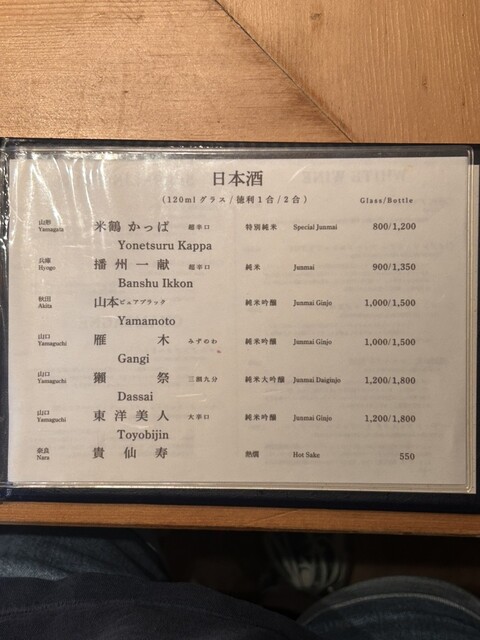 日本酒
(120mlグラス/徳利1合/2合) Glass/Bottle
山形 米鶴 かっぱ 超辛口 特別純米 Special Junmai 800/1,200
Yamagata Yonetsuru Kappa
兵庫 播州一献 超辛口 純米 Junmai 900/1,350
Hyogo Banshu Ikkon
秋田 山本ピュアブラック 純米吟醸 Junmai Ginjo 1,000/1,500
Akita Yamamoto
山口 雁木 みずのわ 純米吟醸 Junmai Ginjo 1,000/1,500
Yamaguchi Gangi
山口 獺祭 三割九分 純米大吟醸 Junmai Daiginjo 1,200/1,800
Yamaguchi Dassai
山口 東洋美人 大辛口 純米吟醸 Junmai Ginjo 1,200/1,800
Yamaguchi Toyobijin
奈良 貴仙寿 熱燗 Hot Sake 550
Nara